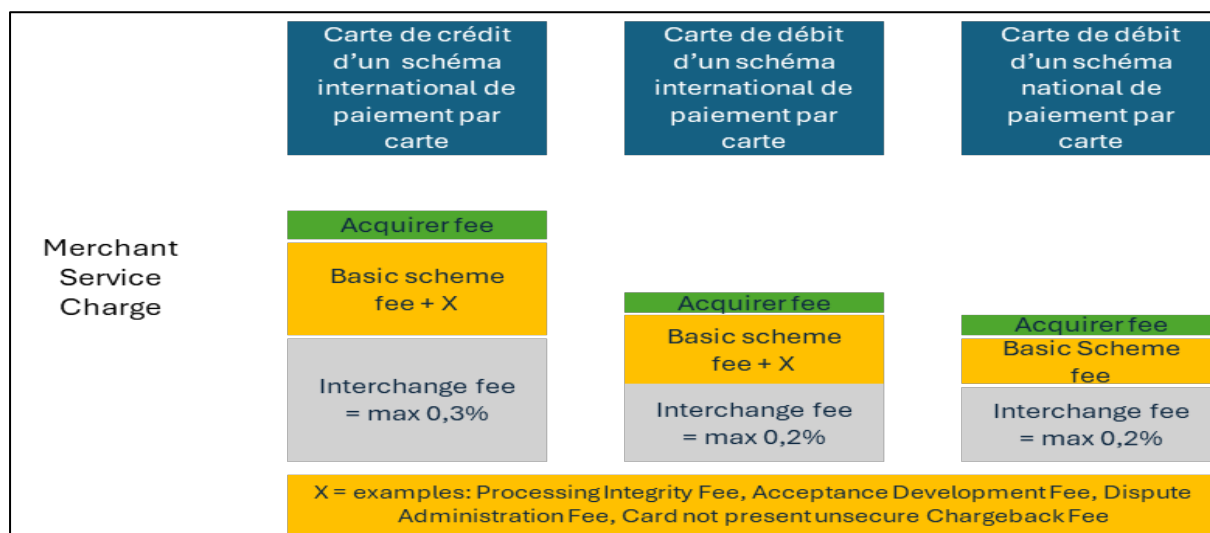 Carte de crédit
d’un schéma
international de
paiement par
carte
Carte de débit
d’un schéma
international de
paiement par
carte
Carte de débit
d’un schéma
national de
paiement par
carte
Merchant
Service
Charge
Acquirer fee
Basic scheme
fee + X
Interchange fee
= max 0,3%
Acquirer fee
Basic scheme
fee + X
Interchange fee
= max 0,2%
Acquirer fee
Basic Scheme
fee
Interchange fee
= max 0,2%
X = examples: Processing Integrity Fee, Acceptance Development Fee, Dispute
Administration Fee, Card not present unsecure Chargeback Fee